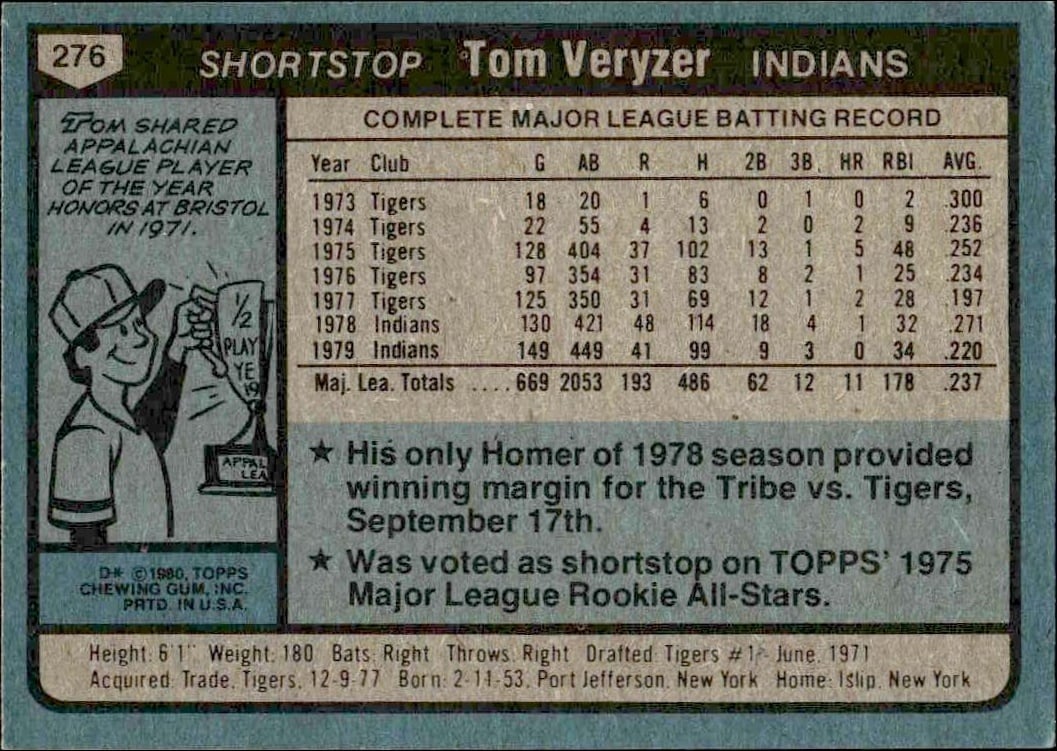 276
SHORTSTOP Tom Veryzer INDIANS
TOM SHARED
APPALACHIAN
LEAGUE PLAYER
OF THE YEAR
HONORS AT BRISTOL
IN 1971.
1/2
PLAY
YE
19
APPAL
LEA
D* © 1980, TOPPS
CHEWING GUM, INC.
PRTD. IN U.S.A.
COMPLETE MAJOR LEAGUE BATTING RECORD
Year Club G AB R H 2B 3B. HR RBI AVG.
1973 Tigers 18 20 1 6 0 1 0 2 .300
1974 Tigers 22 55 4 13 2 0 2 9 .236
1975 Tigers 128 404 37 102 13 1 5 48 .252
1976 Tigers 97 354 31 83 8 2 1 25 .234
1977 Tigers 125 350 31 69 12 1 2 28 .197
1978 Indians 130 421 48 114 18 4 1 32 .271
1979 Indians 149 449 41 99 9 3 0 34 .220
Maj. Lea. Totals ....669 2053 193 486 62 12 11 178 .237
★ His only Homer of 1978 season provided
winning margin for the Tribe vs. Tigers,
September 17th.
★ Was voted as shortstop on TOPPS' 1975
Major League Rookie All-Stars.
Height: 6'1" Weight: 180 Bats: Right Throws: Right Drafted: Tigers #1- June, 1971
Acquired: Trade, Tigers, 12-9-77 Born: 2-11-53, Port Jefferson, New York Home: Islip, New York